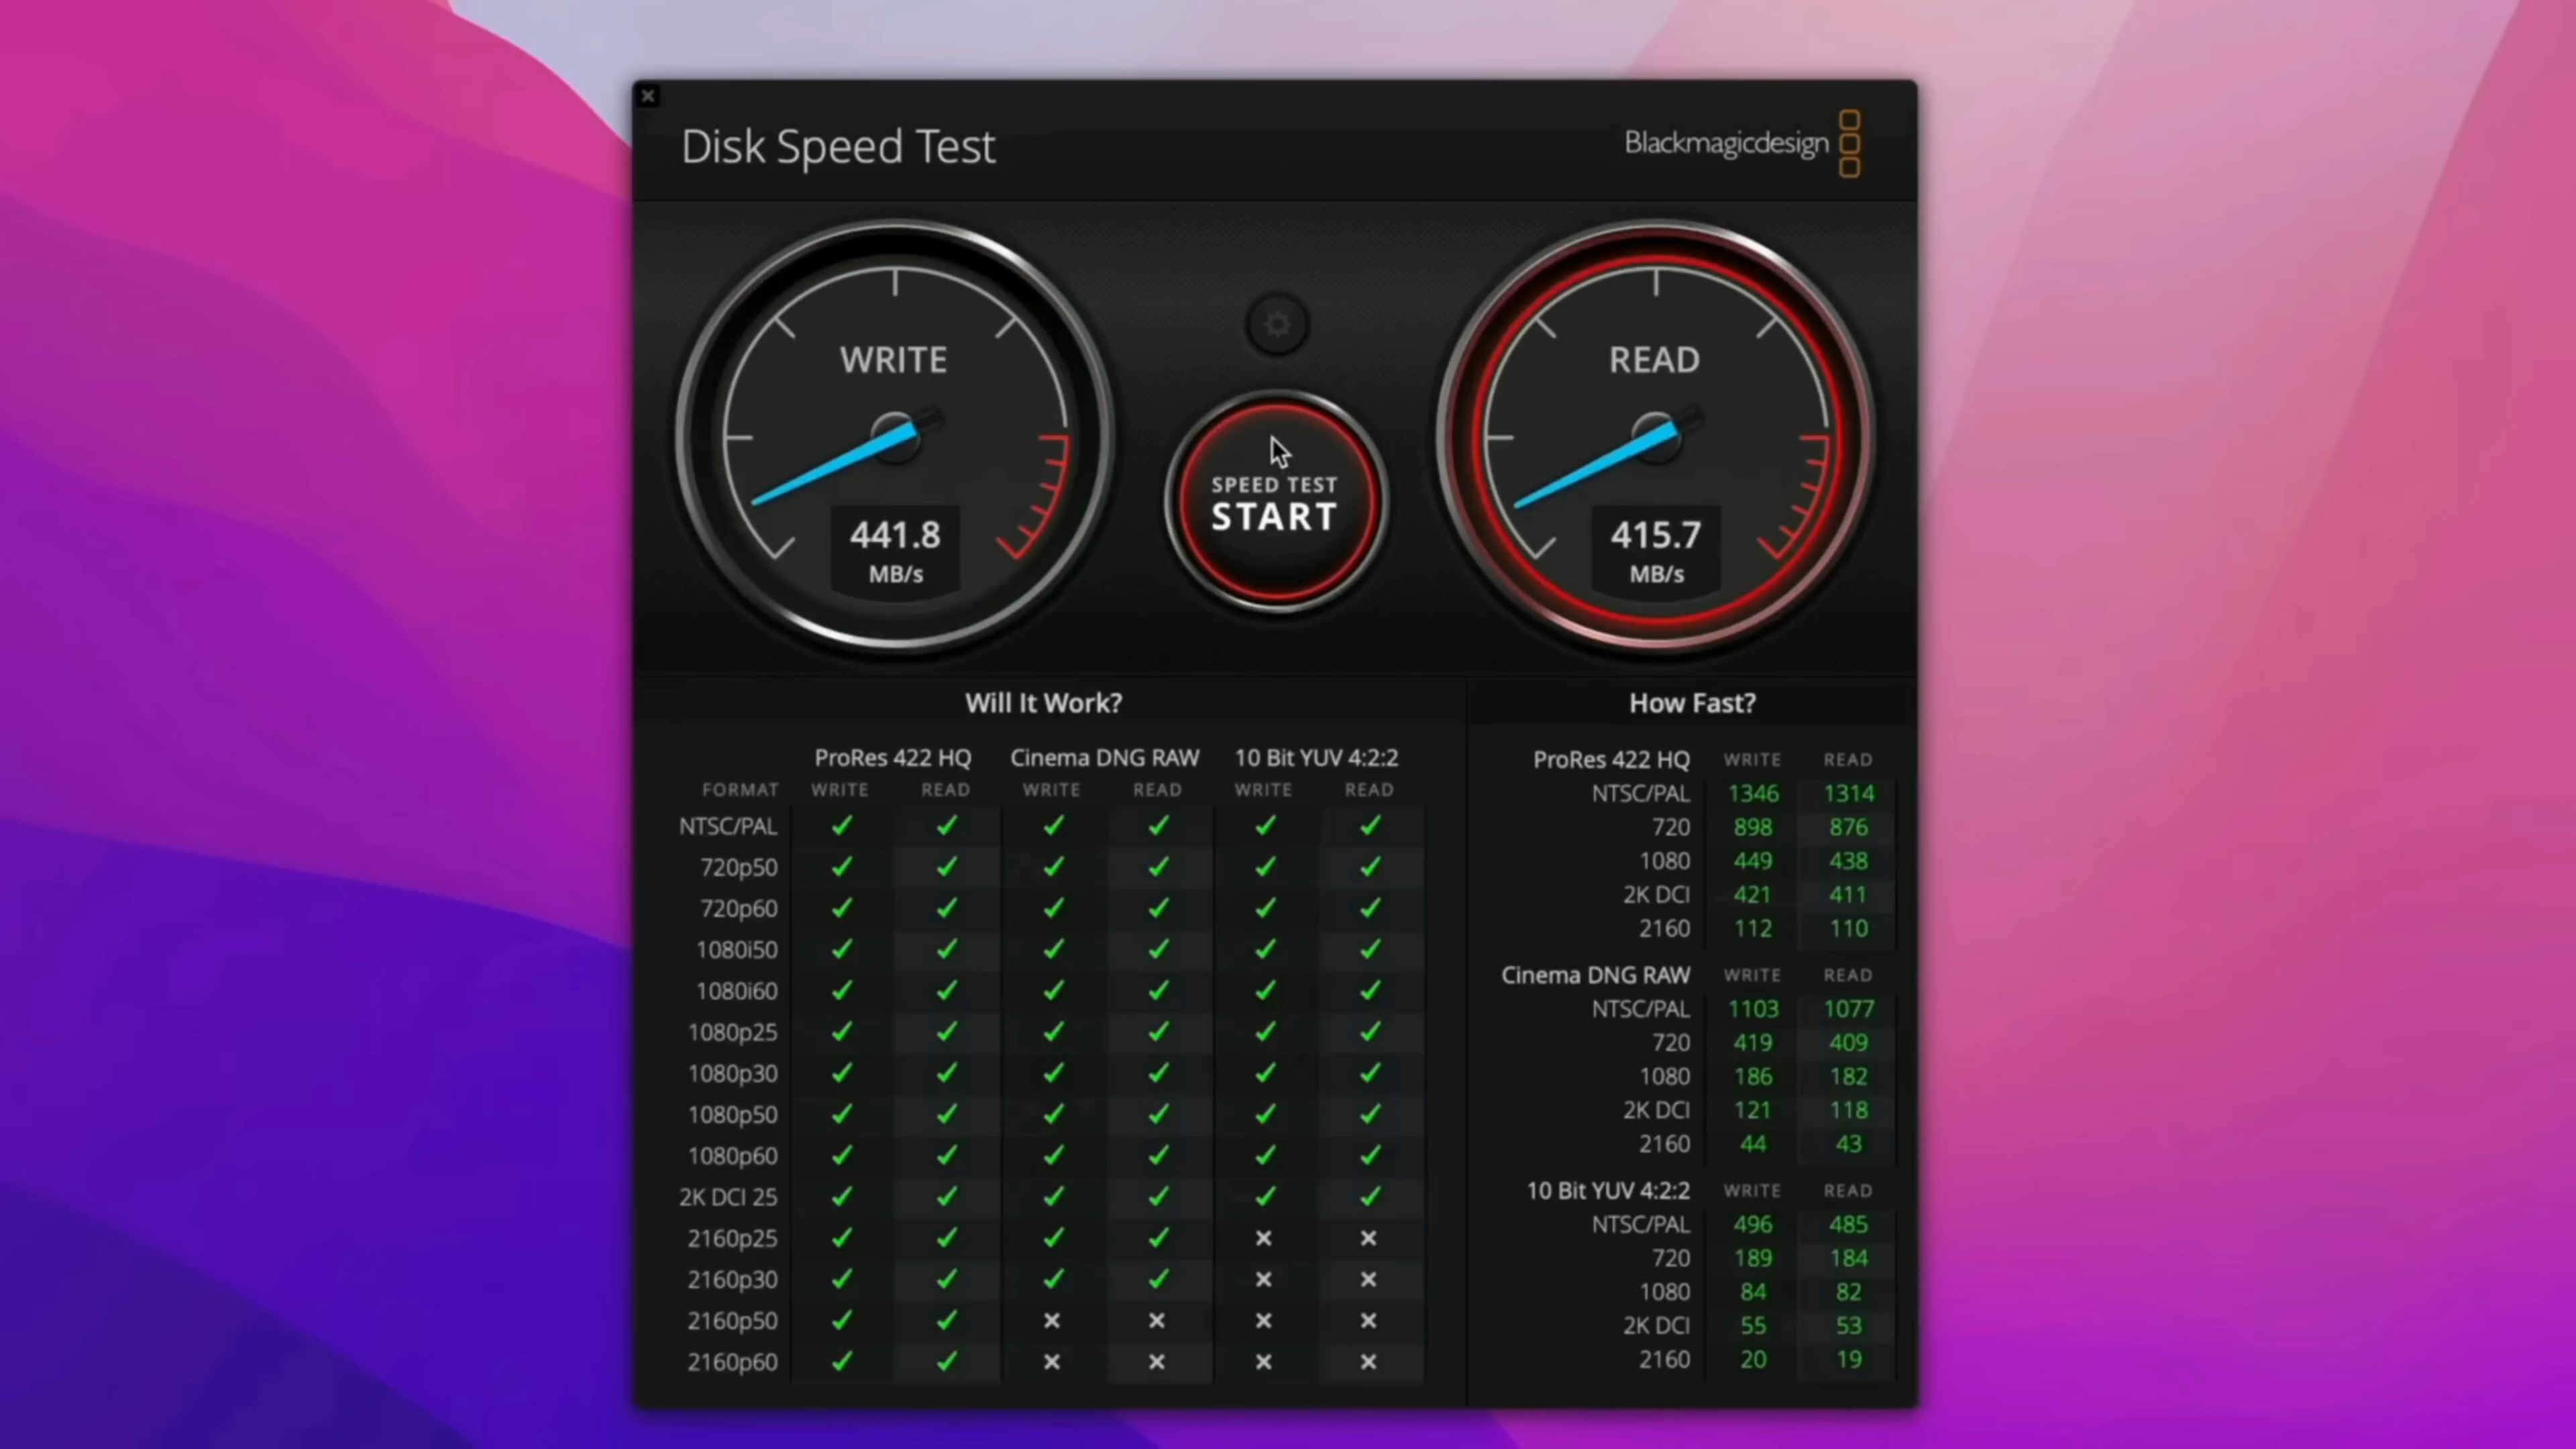 Disk Speed Test
Blackmagicdesign
WRITE
441.8
MB/s
SPEED TEST
START
READ
415.7
MB/s
Will It Work?
ProRes 422 HQ Cinema DNG RAW 10 Bit YUV 4:2:2
FORMAT WRITE READ WRITE READ WRITE READ
NTSC/PAL ✓ ✓ ✓ ✓ ✓ ✓
720p50 ✓ ✓ ✓ ✓ ✓ ✓
720p60 ✓ ✓ ✓ ✓ ✓ ✓
1080i50 ✓ ✓ ✓ ✓ ✓ ✓
1080i60 ✓ ✓ ✓ ✓ ✓ ✓
1080p25 ✓ ✓ ✓ ✓ ✓ ✓
1080p30 ✓ ✓ ✓ ✓ ✓ ✓
1080p50 ✓ ✓ ✓ ✓ ✓ ✓
1080p60 ✓ ✓ ✓ ✓ ✓ ✓
2K DCI 25 ✓ ✓ ✓ ✓ ✓ ✓
2160p25 ✓ ✓ ✓ ✓ × ×
2160p30 ✓ ✓ ✓ ✓ × ×
2160p50 ✓ ✓ × × × ×
2160p60 ✓ ✓ × × × ×
How Fast?
ProRes 422 HQ WRITE READ
NTSC/PAL 1346 1314
720 898 876
1080 449 438
2K DCI 421 411
2160 112 110
Cinema DNG RAW WRITE READ
NTSC/PAL 1103 1077
720 419 409
1080 186 182
2K DCI 121 118
2160 44 43
10 Bit YUV 4:2:2 WRITE READ
NTSC/PAL 496 485
720 189 184
1080 84 82
2K DCI 55 53
2160 20 19